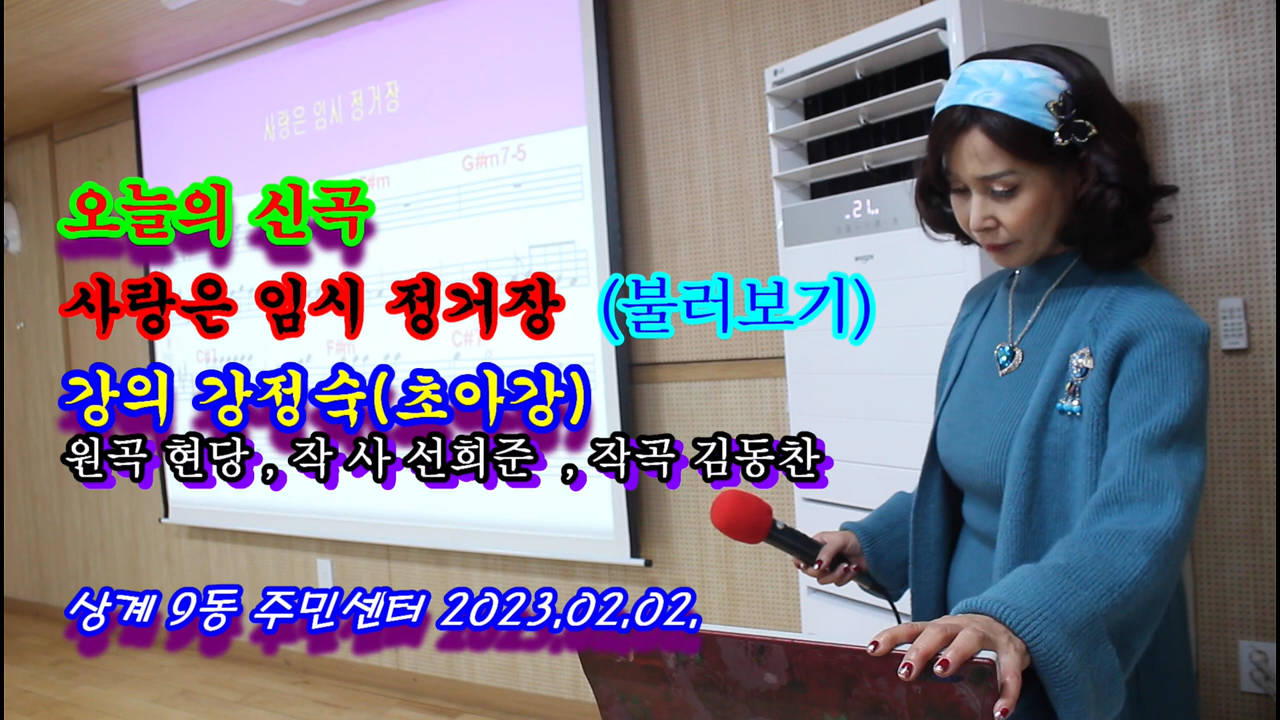 사랑은 임시 정거장
G#m7-5
F#m
오늘의 신곡
사랑은 임시 정거장 (불러보기)
C#7 F#m C#7
강의 강정숙(초아강)
원곡 현당 , 작 사 선희준 , 작곡 김동찬
상계 9동 주민센터 2023.02.02.
21